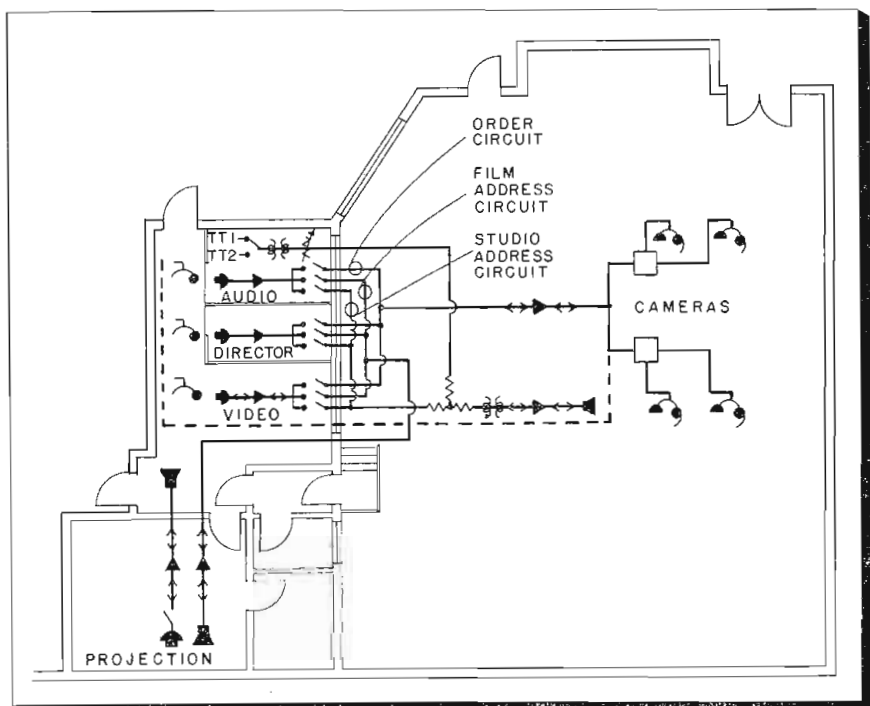 ORDER
CIRCUIT
FILM
ADDRESS
CIRCUIT
STUDIO
ADDRESS
CIRCUIT
TT1
TT2
AUDIO
DIRECTOR
VIDEO
CAMERAS
PROJECTION